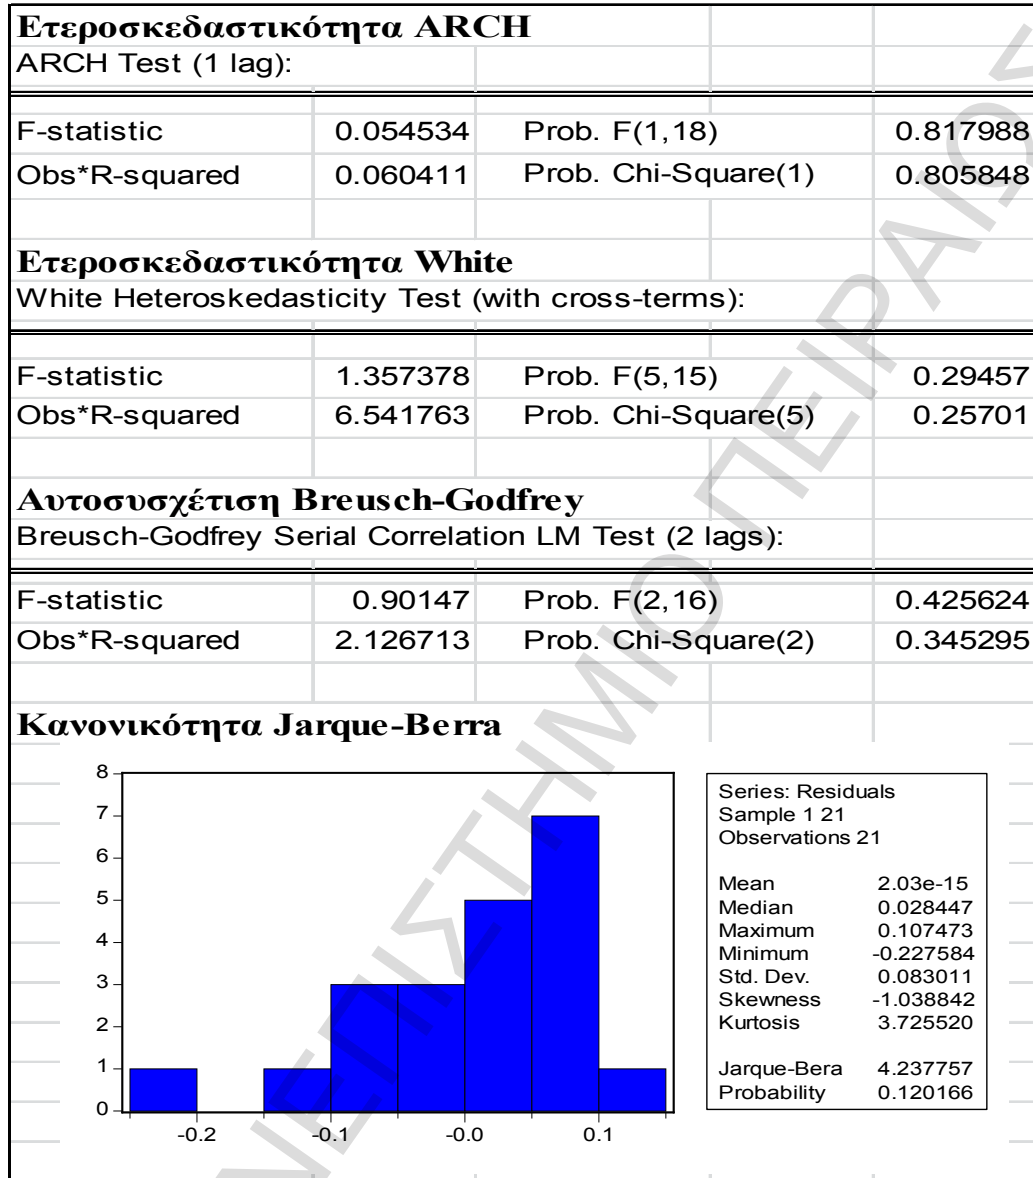 Ετεροσκεδαστικότητα ARCH
ARCH Test (1 lag):
F-statistic 0.054534 Prob. F(1,18) 0.817988
Obs*R-squared 0.060411 Prob. Chi-Square(1) 0.805848
Ετεροσκεδαστικότητα White
White Heteroskedasticity Test (with cross-terms):
F-statistic 1.357378 Prob. F(5,15) 0.29457
Obs*R-squared 6.541763 Prob. Chi-Square(5) 0.25701
Αυτοσυσχέτιση Breusch-Godfrey
Breusch-Godfrey Serial Correlation LM Test (2 lags):
F-statistic 0.90147 Prob. F(2,16) 0.425624
Obs*R-squared 2.126713 Prob. Chi-Square(2) 0.345295
Κανονικότητα Jarque-Berra
8
7
6
5
4
3
2
1
0
-0.2 -0.1 -0.0 0.1
Series: Residuals
Sample 1 21
Observations 21
Mean 2.03e-15
Median 0.028447
Maximum 0.107473
Minimum -0.227584
Std. Dev. 0.083011
Skewness -1.038842
Kurtosis 3.725520
Jarque-Bera 4.237757
Probability 0.120166
ΠΕΙΡΑΙΩΣ